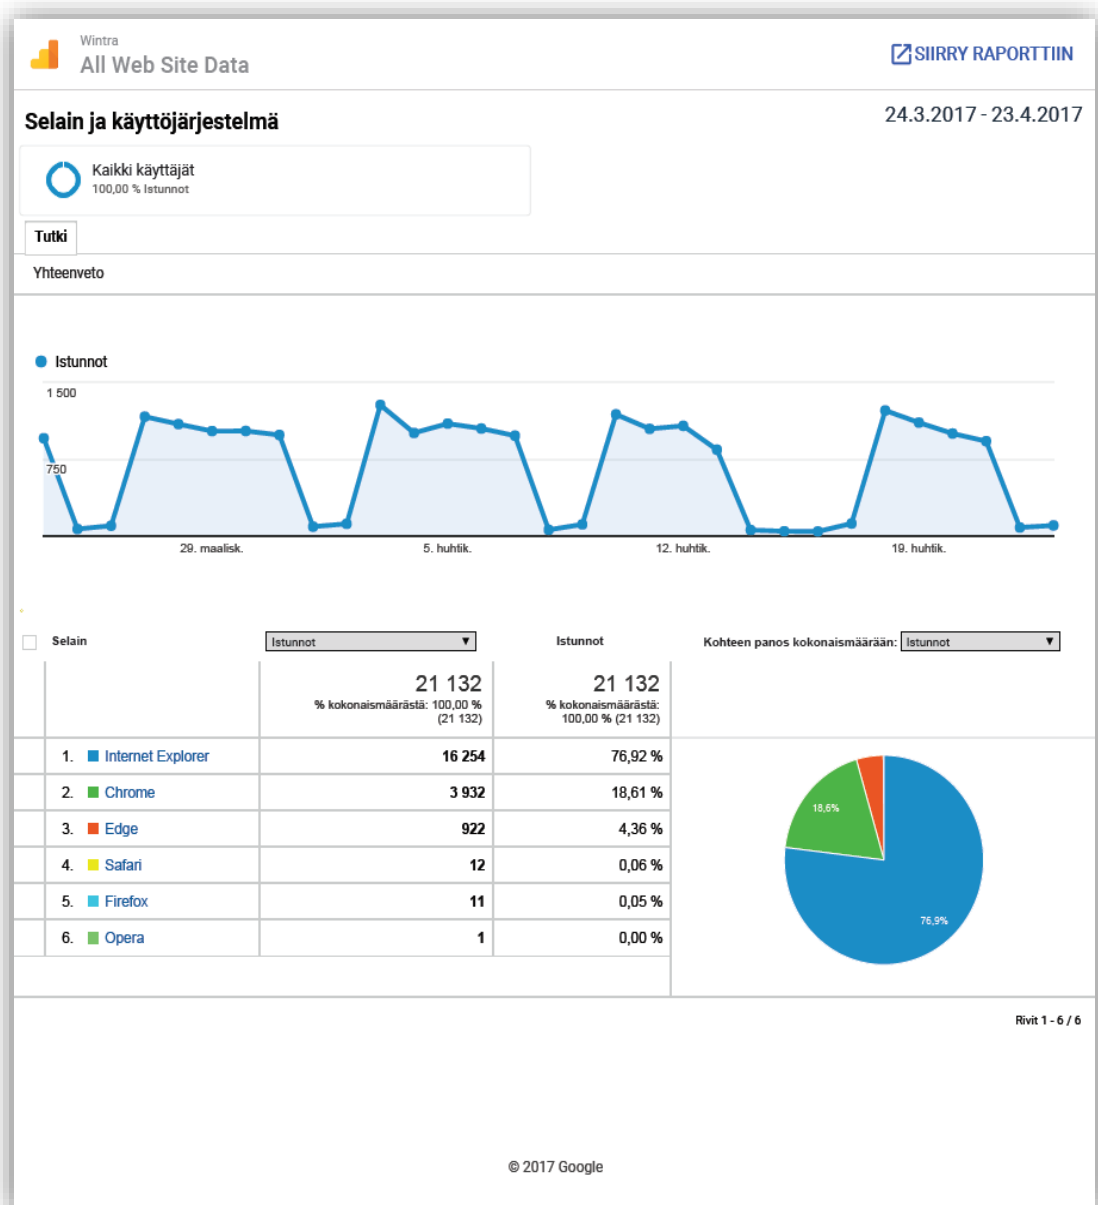 Wintra
All Web Site Data
SIIRRY RAPORTTIIN
Selain ja käyttöjärjestelmä
24.3.2017 - 23.4.2017
Kaikki käyttäjät
100,00 % Istunnot
Tutki
Yhteenveto
Istunnot
1 500
750
29. maalisk.
5. huhtik.
12. huhtik.
19. huhtik.
Selain
Istunnot ▼
Istunnot
Kohteen panos kokonaismäärään: Istunnot ▼
21 132
% kokonaismäärästä: 100,00 %
(21 132)
21 132
% kokonaismäärästä:
100,00 % (21 132)
1. Internet Explorer 16 254 76,92 %
2. Chrome 3 932 18,61 %
3. Edge 922 4,36 %
4. Safari 12 0,06 %
5. Firefox 11 0,05 %
6. Opera 1 0,00 %
18,6%
76,9%
Rivit 1 - 6 / 6
© 2017 Google